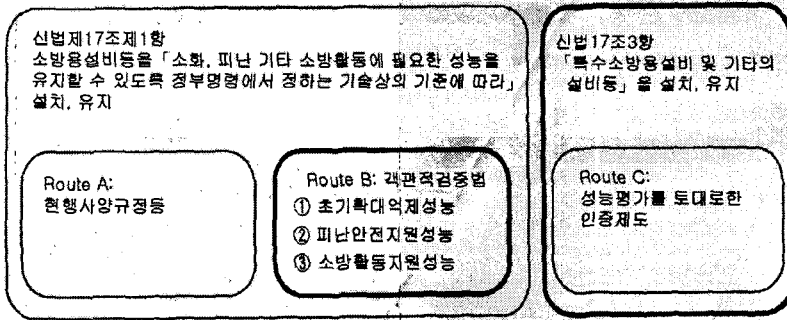 신법제17조제1항
소방용설비등을「소화, 피난 기타 소방활동에 필요한 성능을
유지할 수 있도록 정부명령에서 정하는 기술상의 기준에 따라」
설치, 유지
Route A:
현행사양규정등
Route B: 객관적검증법
① 초기확대억제성능
② 피난안전지원성능
③ 소방활동지원성능
신법17조3항
「특수소방용설비 및 기타의
설비등」을 설치, 유지
Route C:
성능평가를 토대로한
인증제도